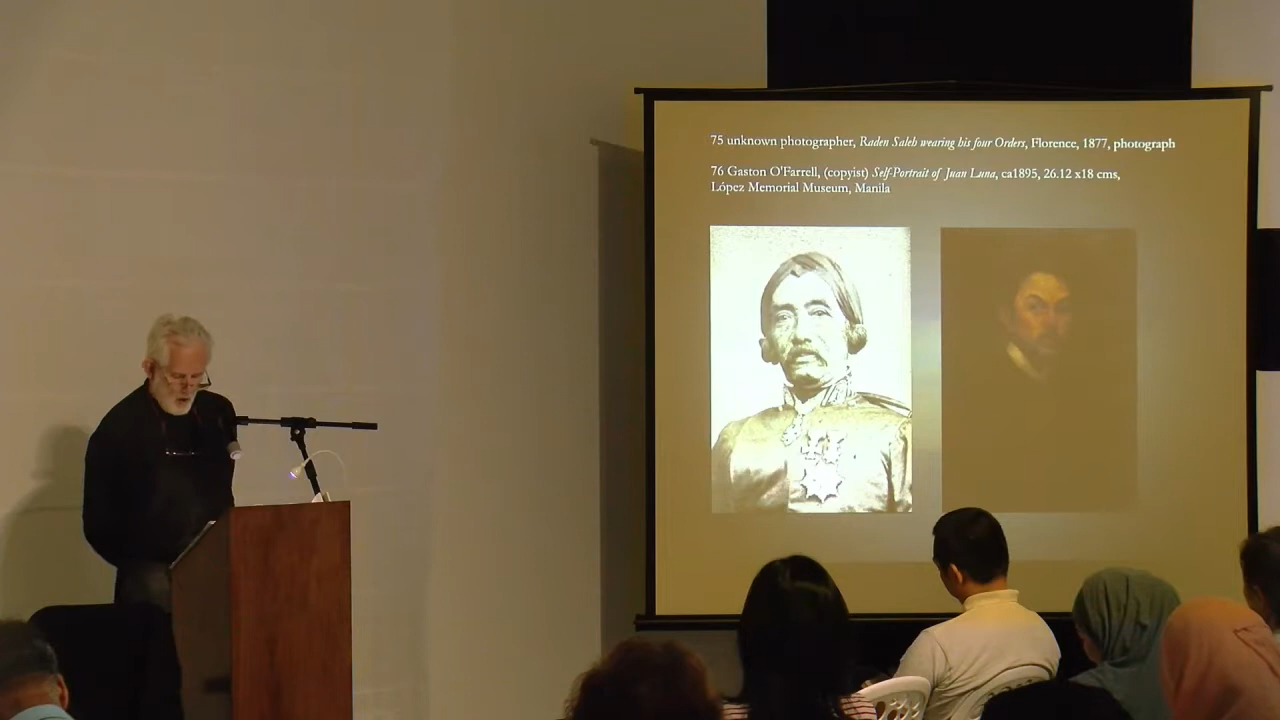 75 unknown photographer, Raden Saleh wearing his four Orders, Florence, 1877, photograph
76 Gaston O'Farrell, (copyist) Self-Portrait of Juan Luna, ca1895, 26.12 x18 cms,
López Memorial Museum, Manila